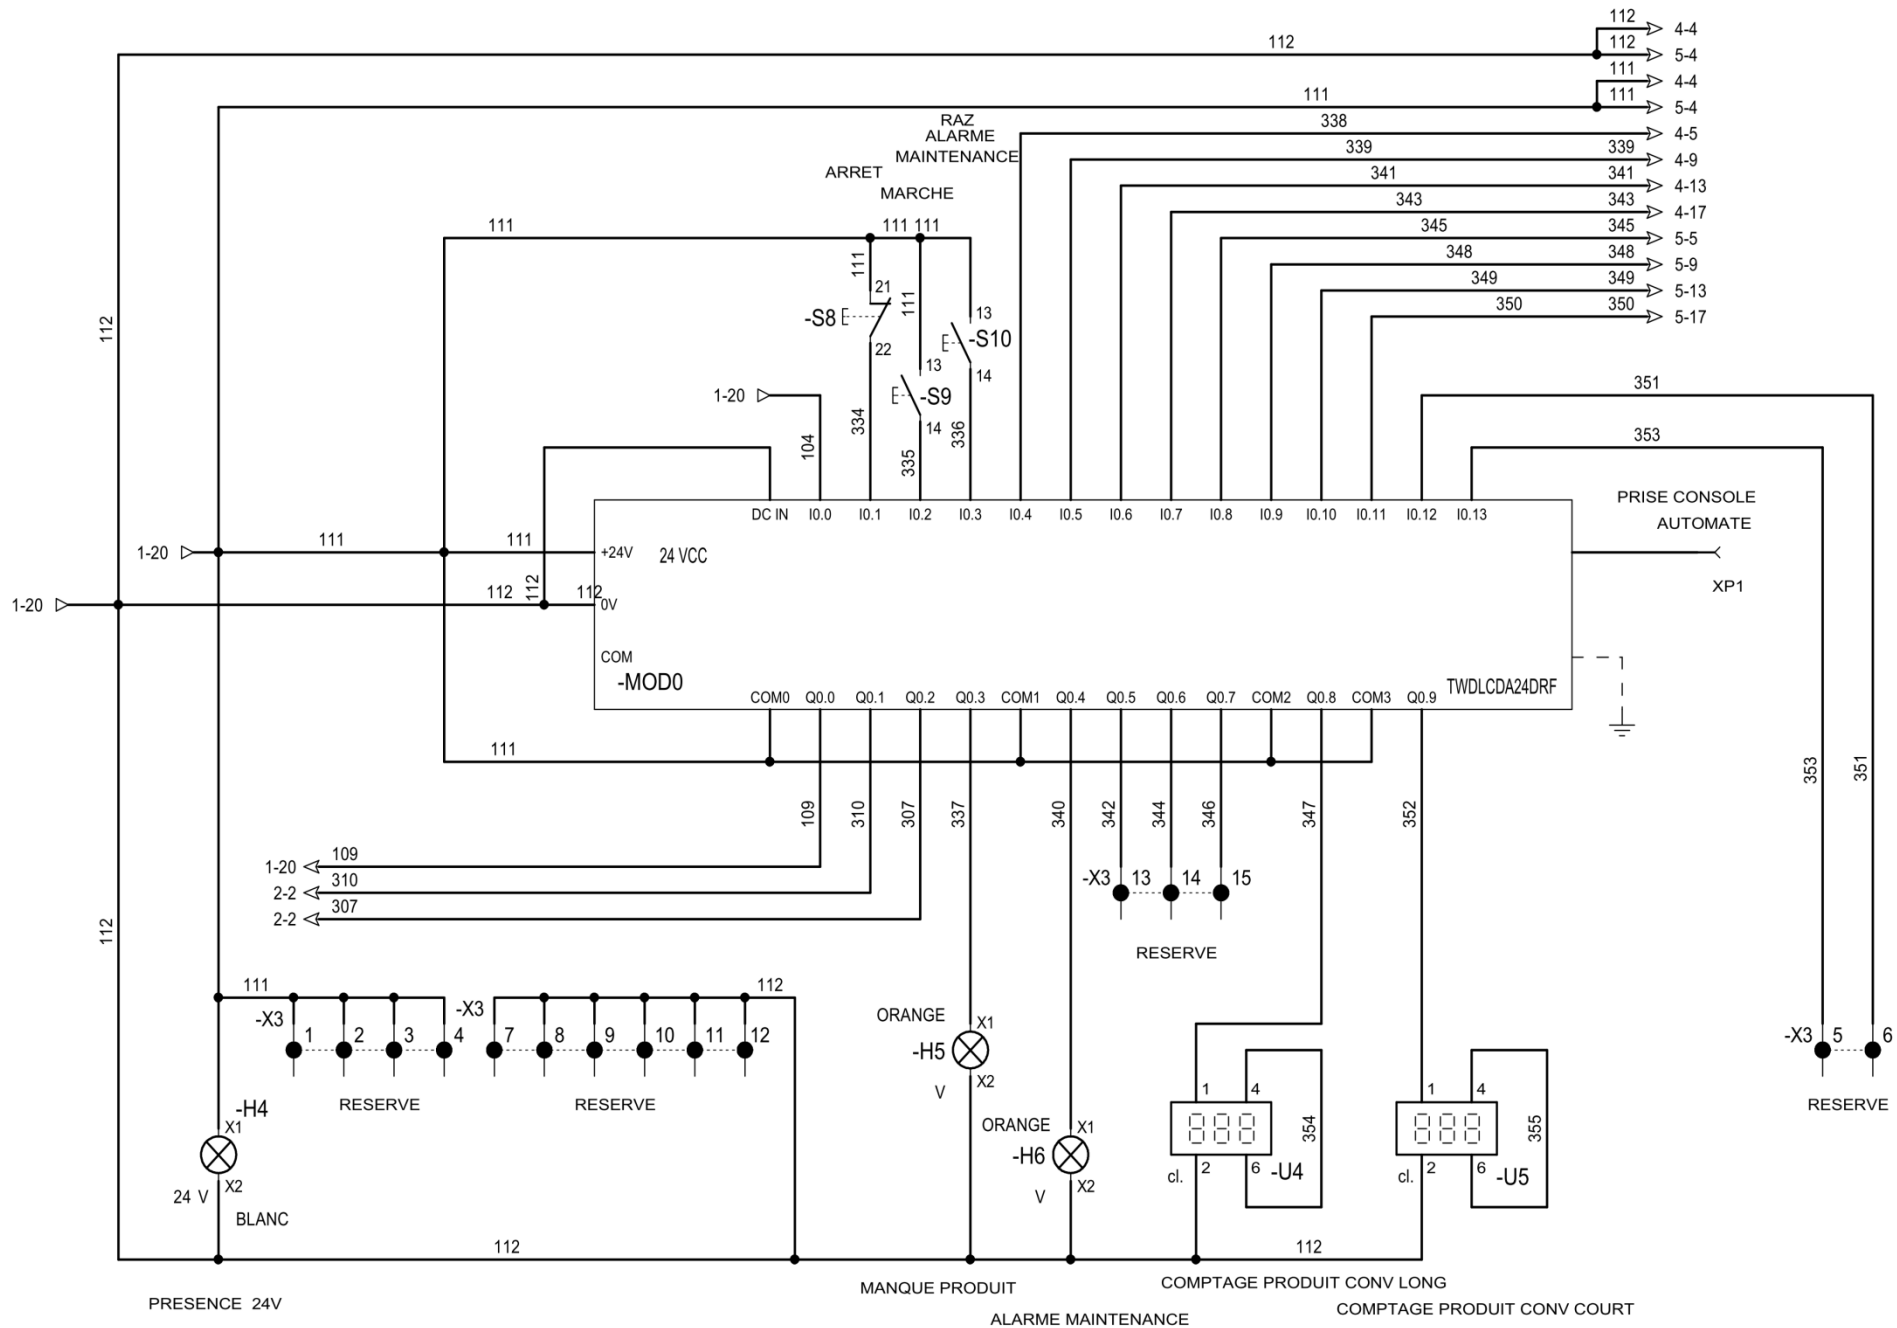 112
4-4
112
112
5-4
111
4-4
111
111
5-4
RAZ
338
4-5
ALARME
MAINTENANCE
339
339
4-9
ARRET
341
341
4-13
MARCHE
343
343
4-17
111
111
111
345
345
5-5
348
348
5-9
111
21
111
349
349
5-13
112
-S8
13
350
350
5-17
22
-S10
13
14
351
1-20
-S9
334
14
336
104
335
353
PRISE CONSOLE
AUTOMATE
DC IN
I0.0
I0.1
I0.2
I0.3
I0.4
I0.5
I0.6
I0.7
I0.8
I0.9
I0.10
I0.11
I0.12
I0.13
1-20
111
111
+24V
24 VCC
XP1
1-20
112
112
112
0V
COM
-MOD0
TWDLCDA24DRF
COM0
Q0.0
Q0.1
Q0.2
Q0.3
COM1
Q0.4
Q0.5
Q0.6
Q0.7
COM2
Q0.8
COM3
Q0.9
111
353
351
109
310
307
337
340
342
344
346
347
352
1-20
109
2-2
310
2-2
307
-X3
13
14
15
112
RESERVE
111
112
-X3
1
2
3
4
-X3
7
8
9
10
11
12
ORANGE
X1
-H5
X2
V
-X3
5
6
RESERVE
RESERVE
RESERVE
-H4
X1
X2
24 V
BLANC
ORANGE
X1
-H6
X2
V
1
4
354
cl.
2
6
-U4
1
4
355
cl.
2
6
-U5
112
112
PRESENCE 24V
MANQUE PRODUIT
COMPTAGE PRODUIT CONV LONG
ALARME MAINTENANCE
COMPTAGE PRODUIT CONV COURT